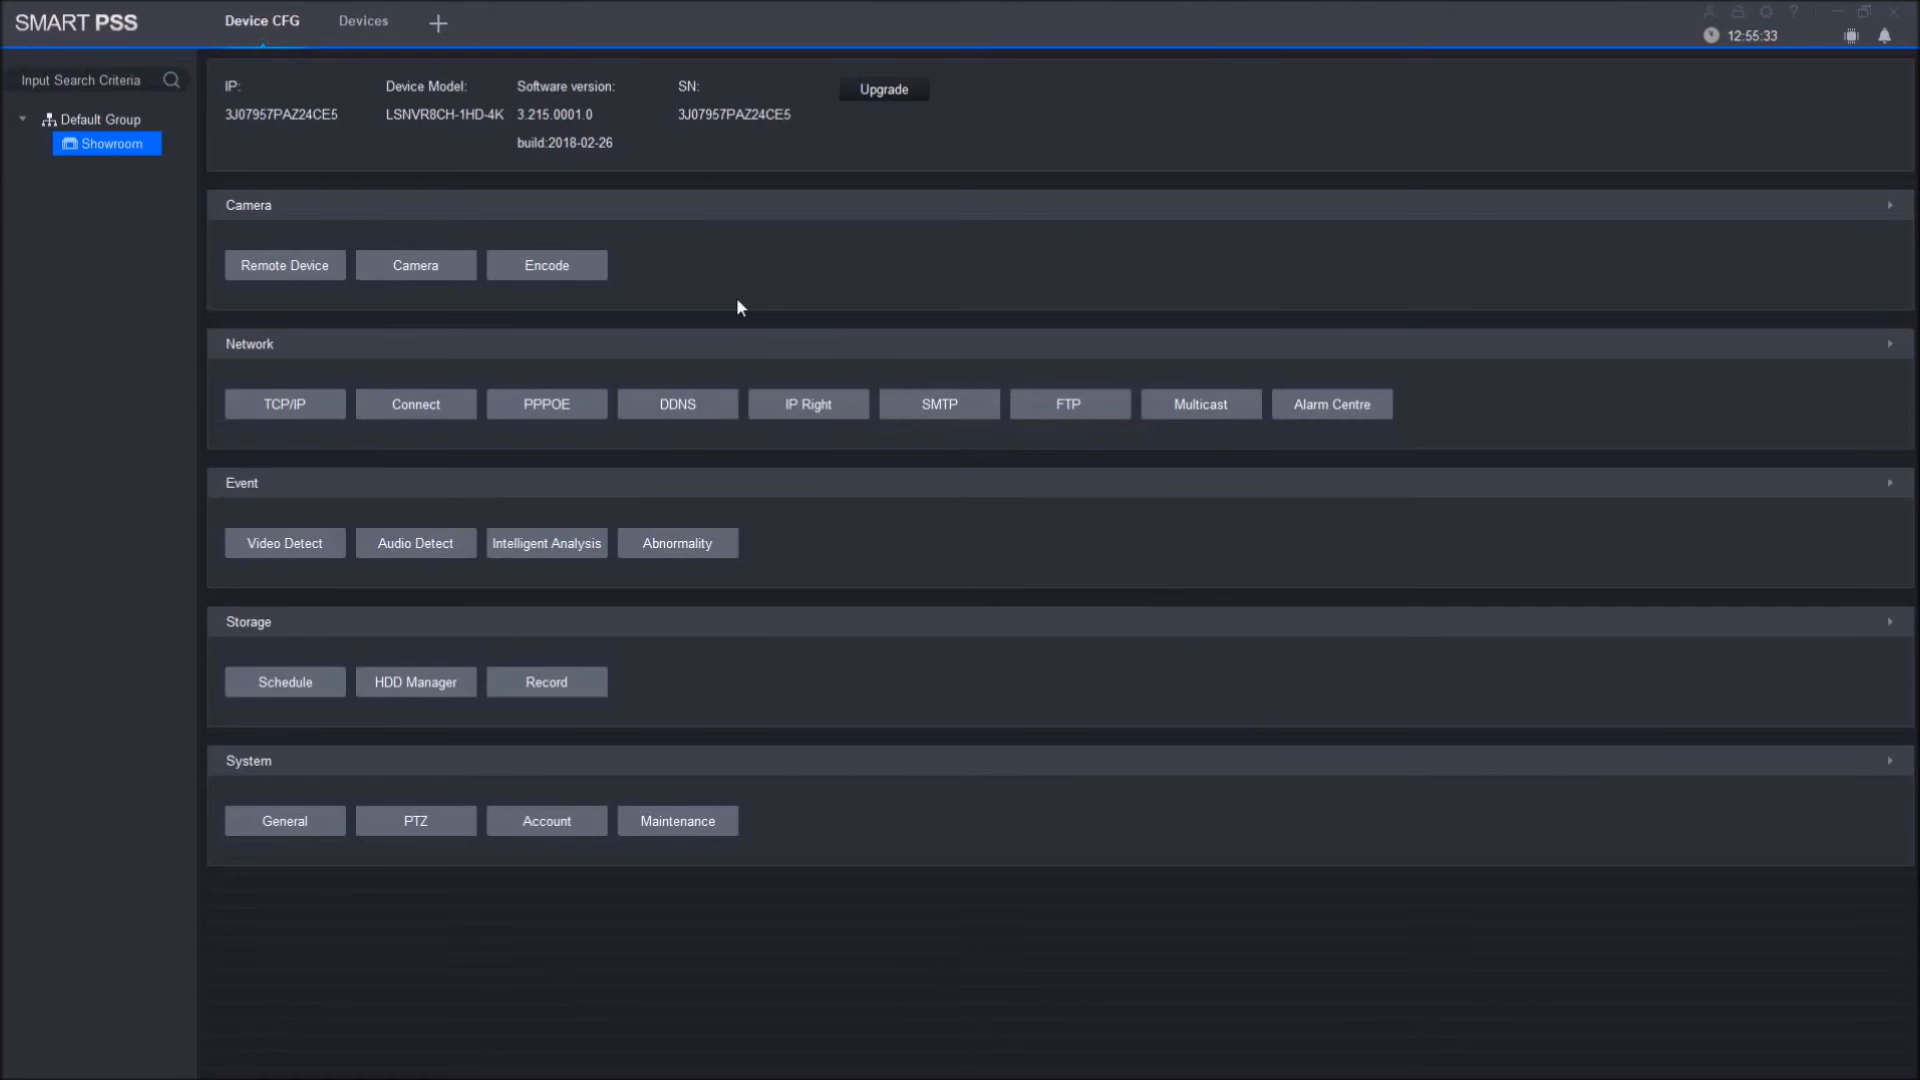 SMART PSS
Device CFG
Devices
12:55:33
Input Search Criteria
Default Group
Showroom
IP:
3J07957PAZ24CE5
Device Model:
LSNVR8CH-1HD-4K
Software version:
3.215.0001.0
build:2018-02-26
SN:
3J07957PAZ24CE5
Upgrade
Camera
Remote Device
Camera
Encode
Network
TCP/IP
Connect
PPPOE
DDNS
IP Right
SMTP
FTP
Multicast
Alarm Centre
Event
Video Detect
Audio Detect
Intelligent Analysis
Abnormality
Storage
Schedule
HDD Manager
Record
System
General
PTZ
Account
Maintenance